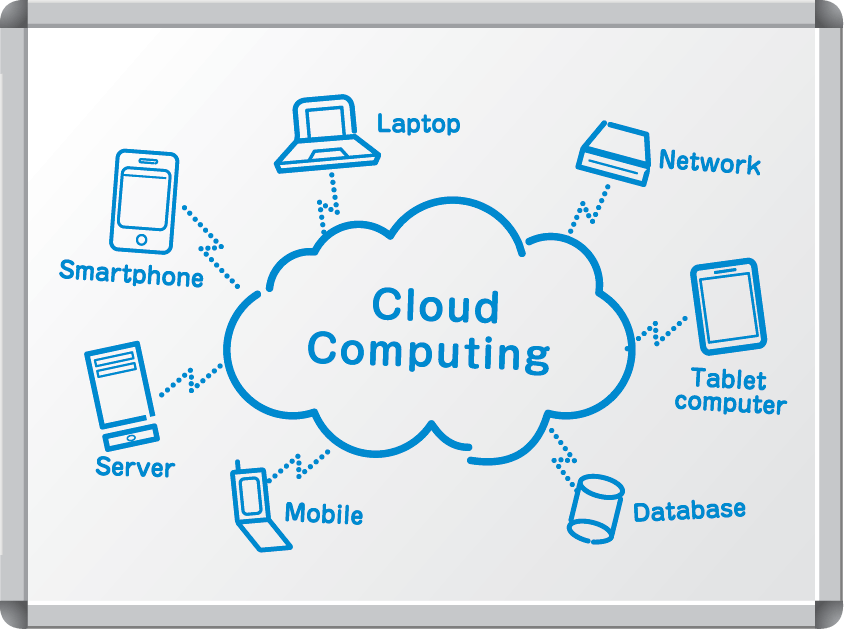 Laptop
Network
Smartphone
Cloud
Computing
Tablet
computer
Server
Mobile
Database